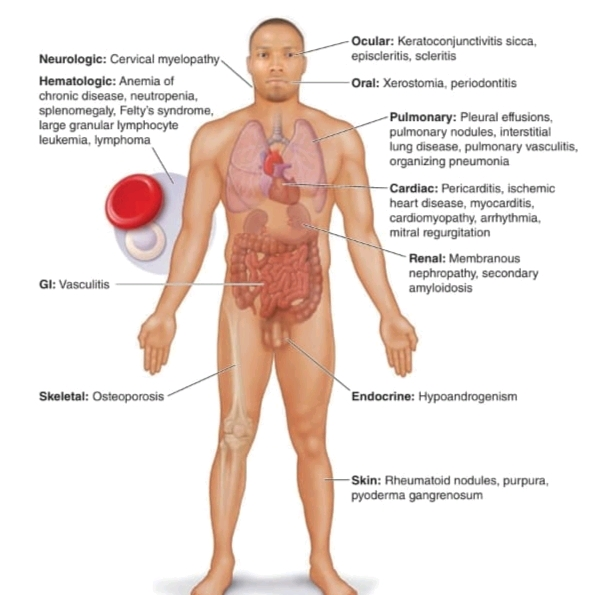 Neurologic: Cervical myelopathy
Hematologic: Anemia of
chronic disease, neutropenia,
splenomegaly, Felty's syndrome,
large granular lymphocyte
leukemia, lymphoma
GI: Vasculitis
Skeletal: Osteoporosis
Ocular: Keratoconjunctivitis sicca,
episcleritis, scleritis
Oral: Xerostomia, periodontitis
Pulmonary: Pleural effusions,
pulmonary nodules, interstitial
lung disease, pulmonary vasculitis,
organizing pneumonia
Cardiac: Pericarditis, ischemic
heart disease, myocarditis,
cardiomyopathy, arrhythmia,
mitral regurgitation
Renal: Membranous
nephropathy, secondary
amyloidosis
Endocrine: Hypoandrogenism
Skin: Rheumatoid nodules, purpura,
pyoderma gangrenosum